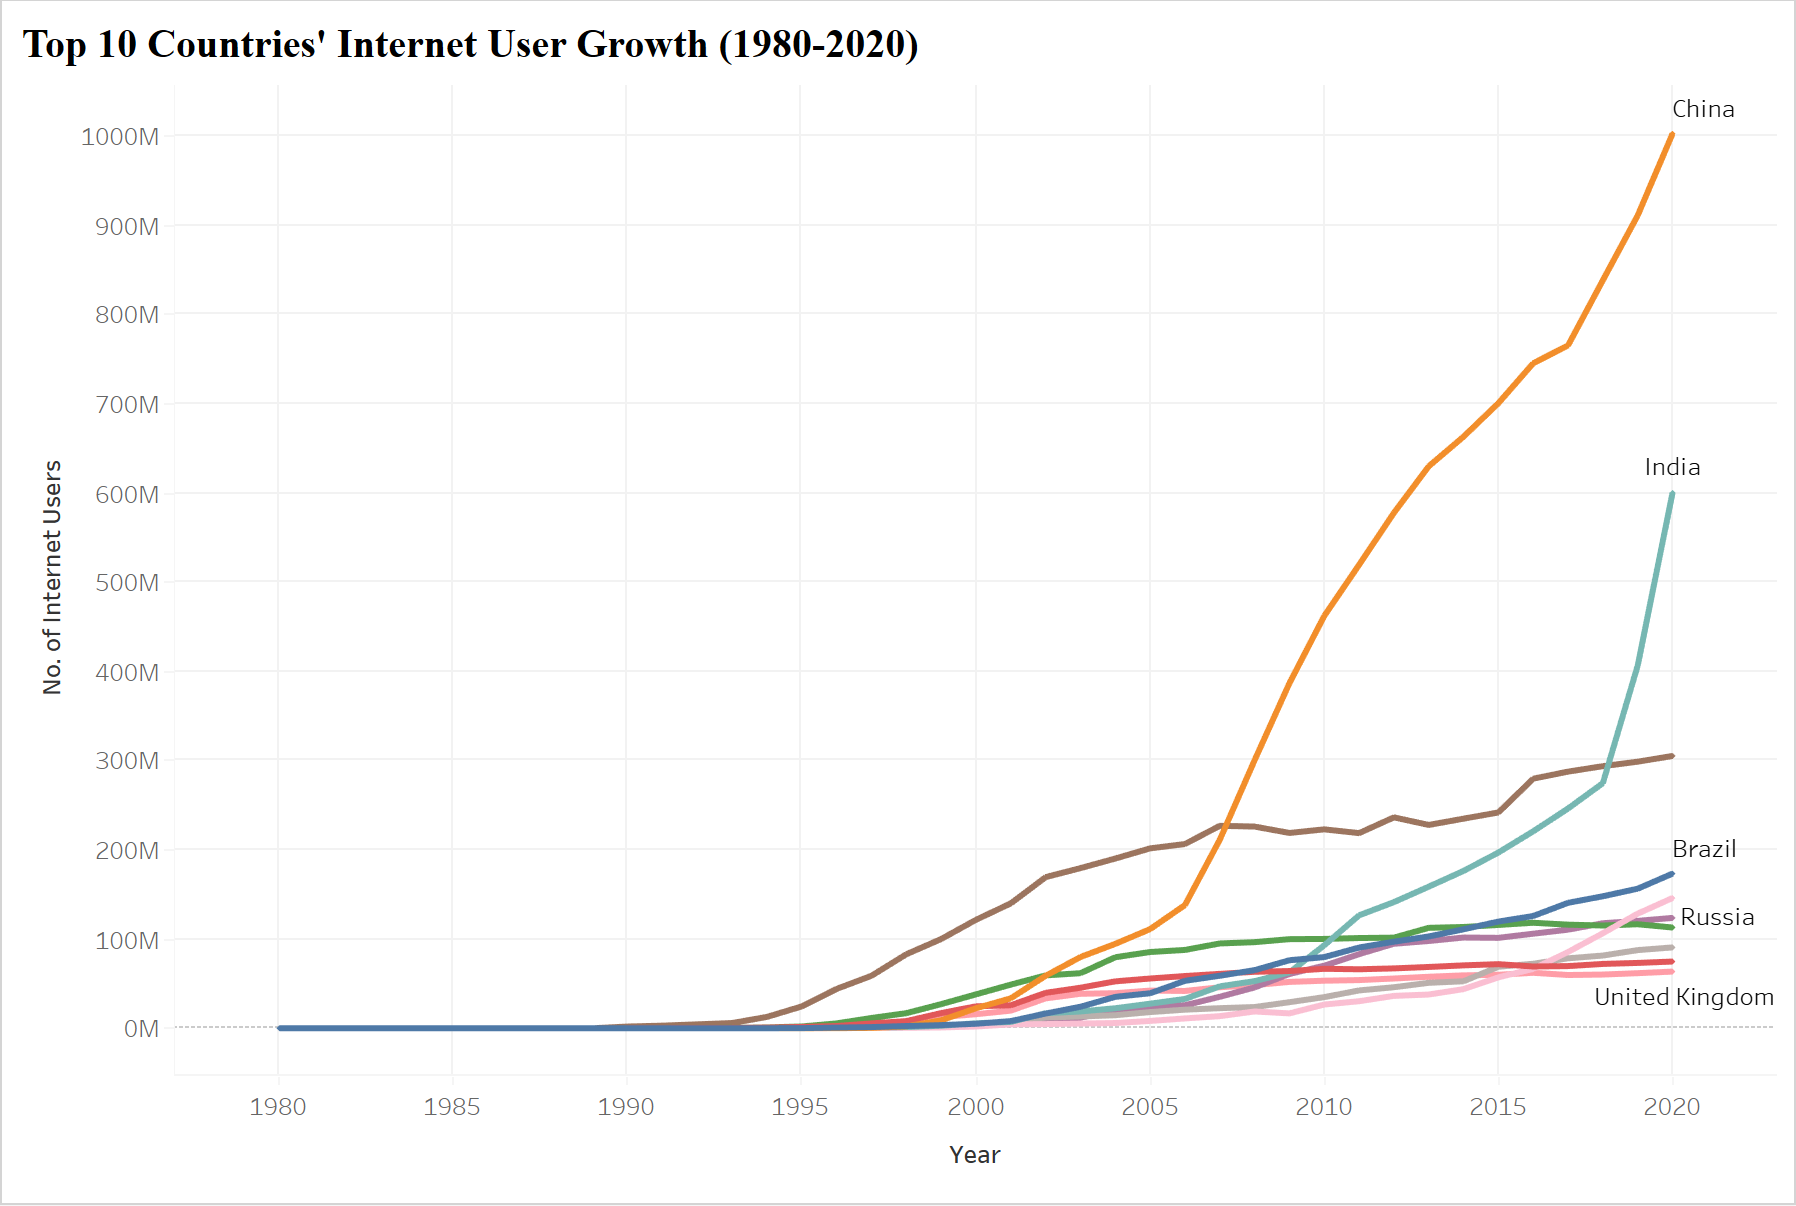 Top 10 Countries' Internet User Growth (1980-2020)
China
1000M
900M
800M
700M
India
600M
No. of Internet Users
500M
400M
300M
200M
Brazil
Russia
100M
United Kingdom
0M
1980 1985 1990 1995 2000 2005 2010 2015 2020
Year